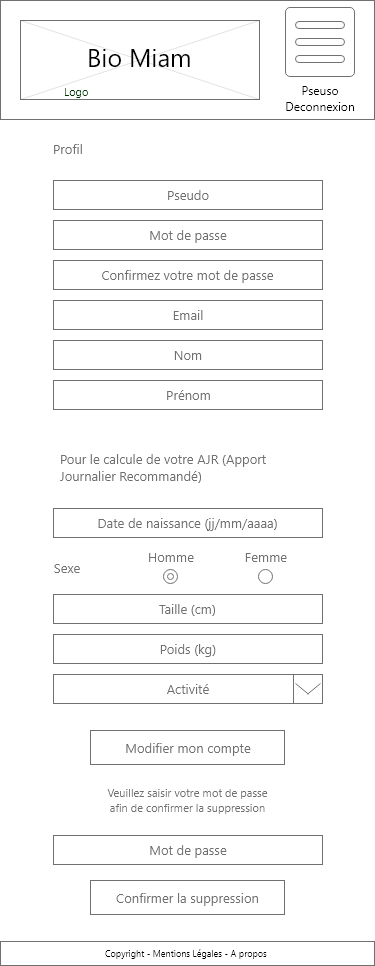 Bio Miam
Logo
Pseuso
Deconnexion
Profil
Pseudo
Mot de passe
Confirmez votre mot de passe
Email
Nom
Prénom
Pour le calcule de votre AJR (Apport
Journalier Recommandé)
Date de naissance (jj/mm/aaaa)
Homme Femme
Sexe
Taille (cm)
Poids (kg)
Activité
Modifier mon compte
Veuillez saisir votre mot de passe
afin de confirmer la suppression
Mot de passe
Confirmer la suppression
Copyright - Mentions Légales - A propos